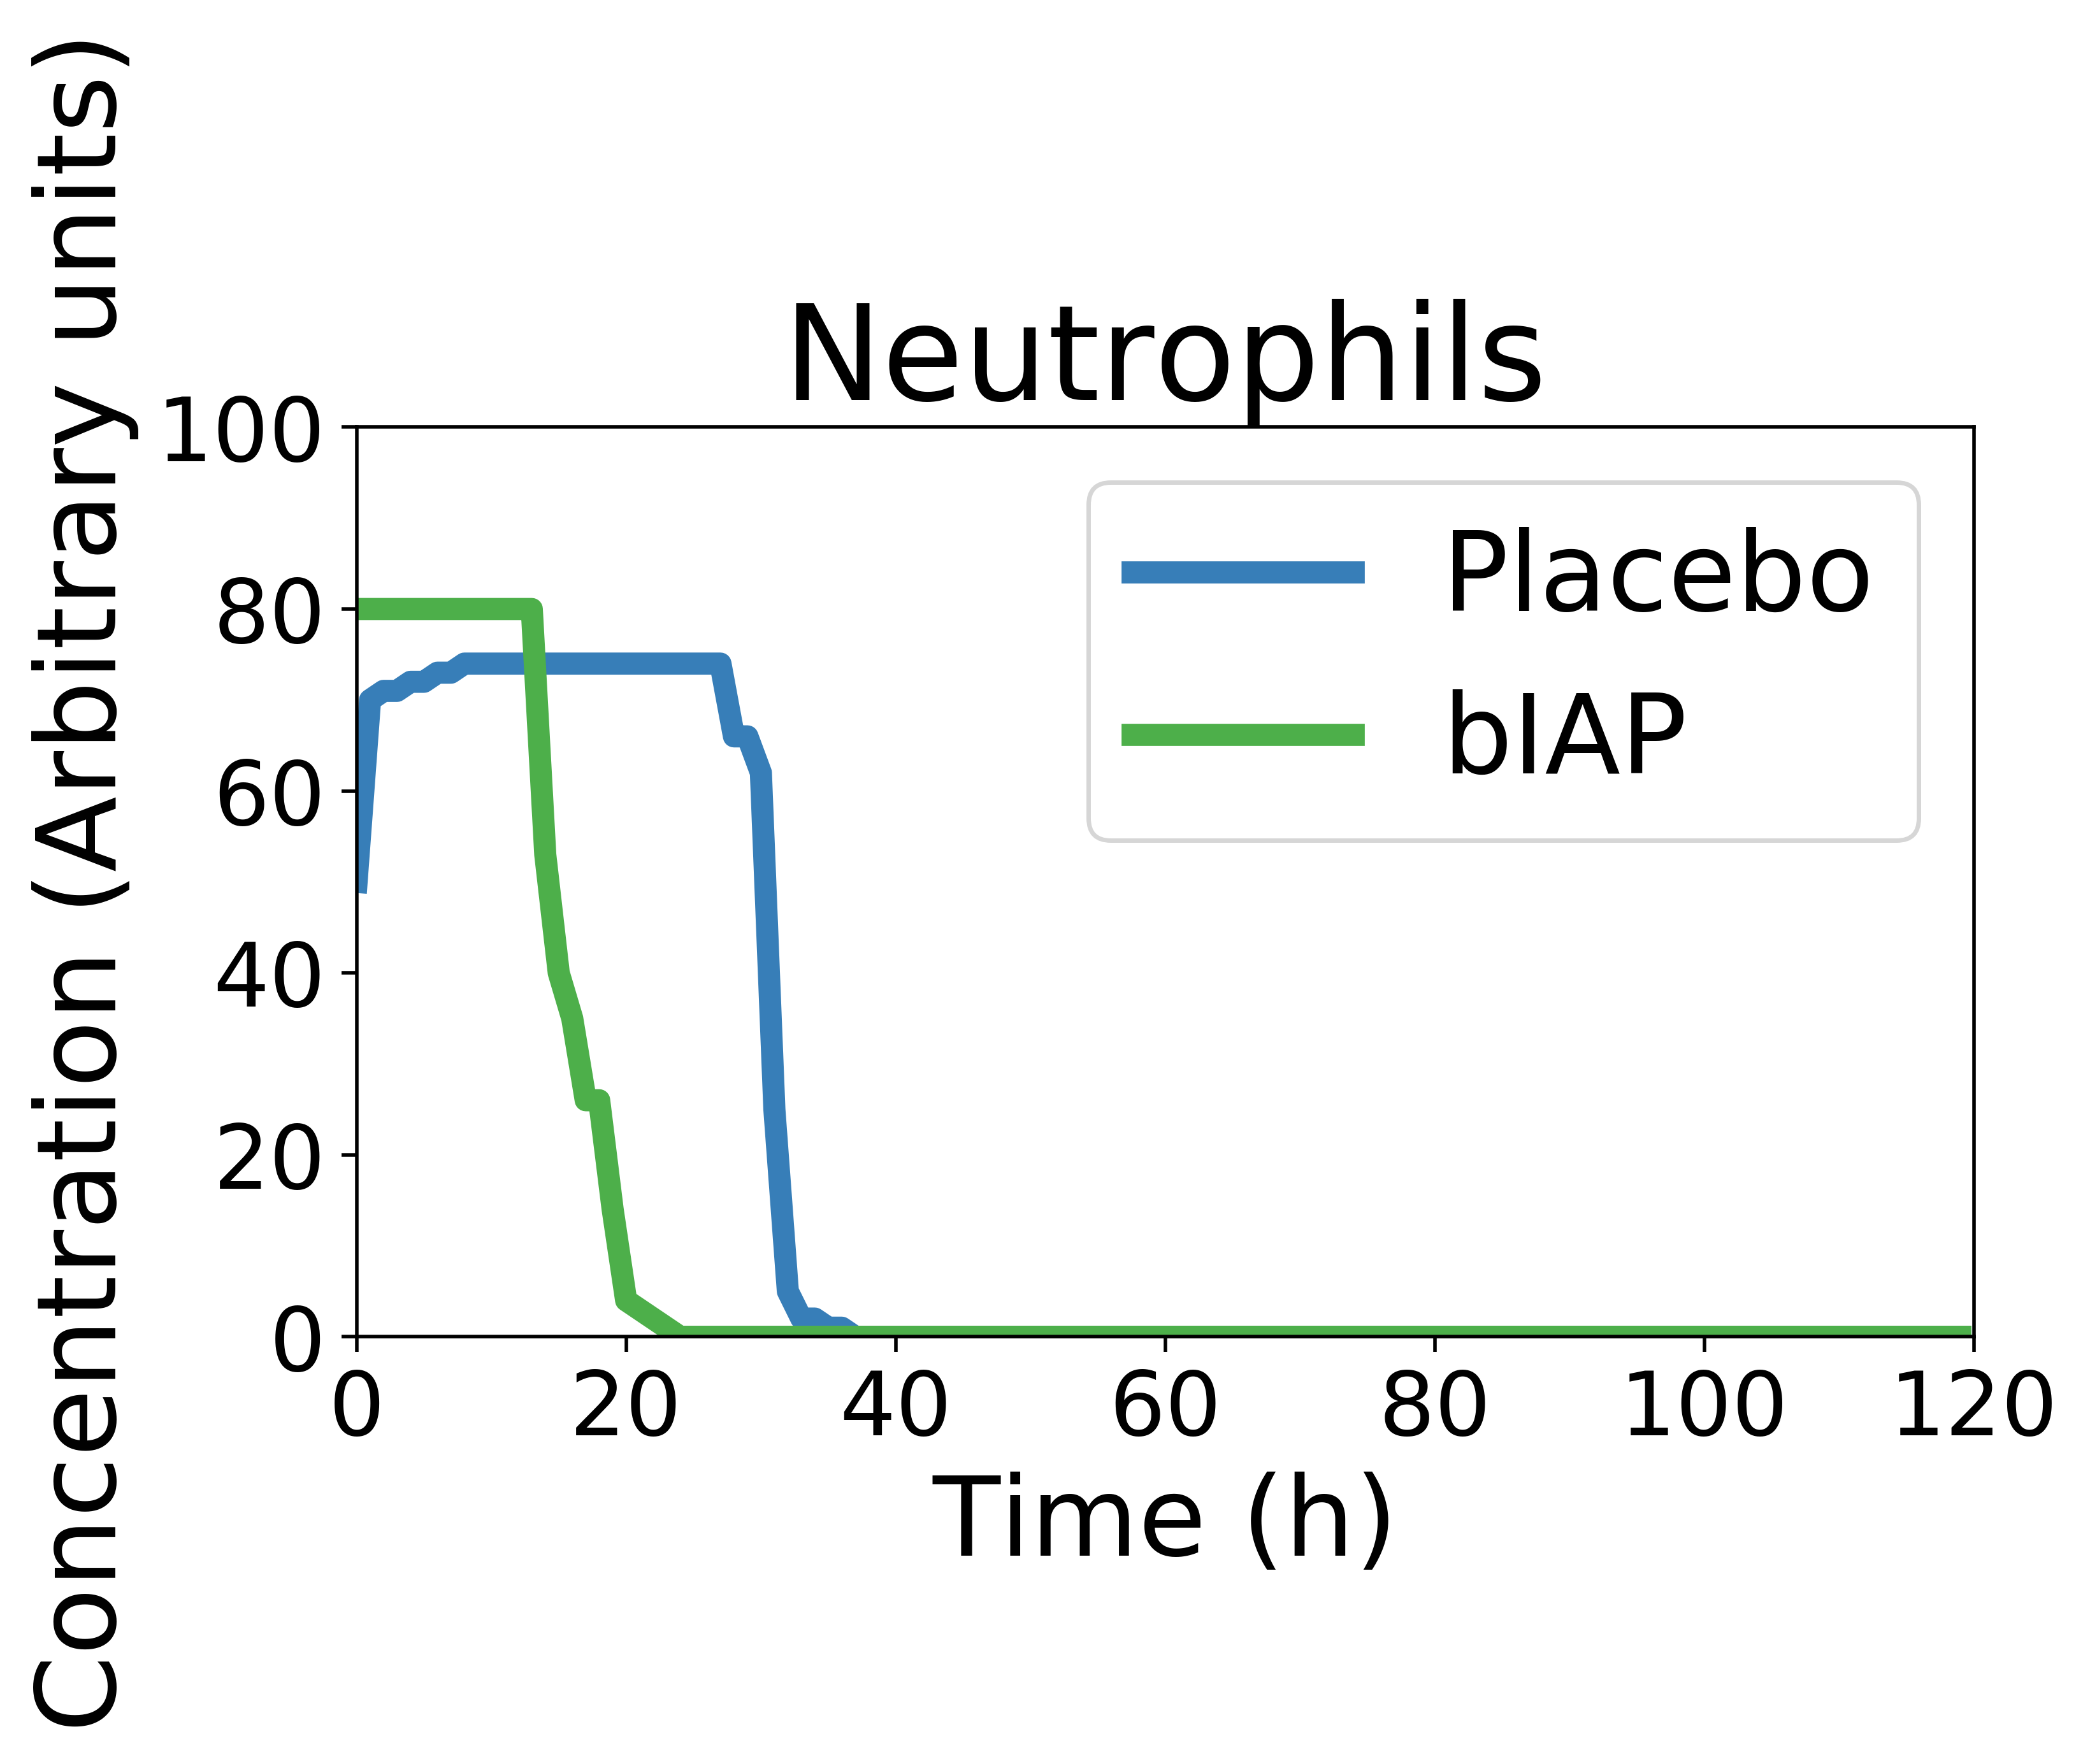 Neutrophils
Concentration (Arbitrary units)
100
80
60
40
20
0
Placebo
bIAP
0 20 40 60 80 100 120
Time (h)